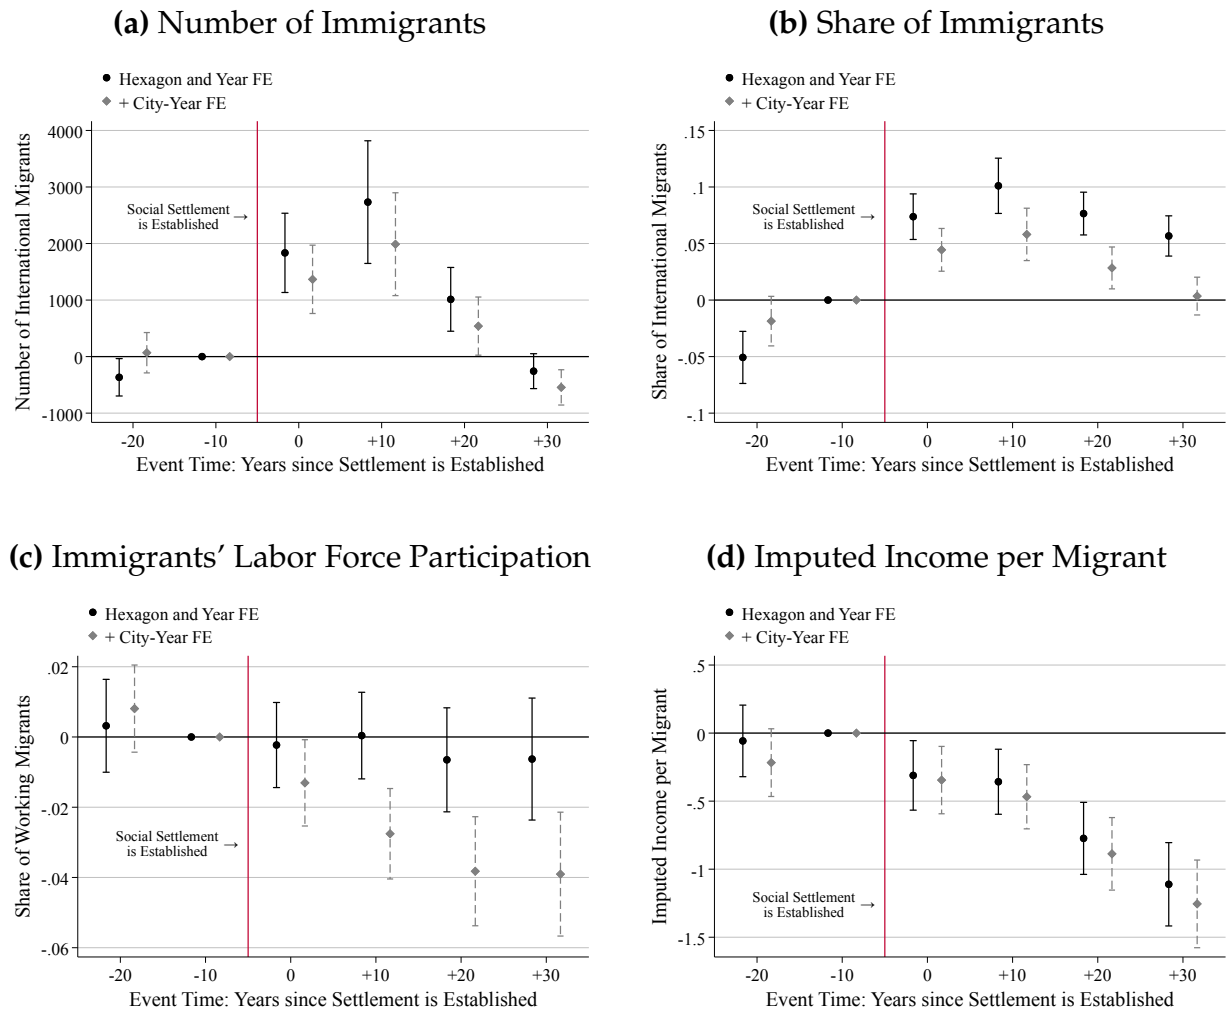 (a) Number of Immigrants
Hexagon and Year FE
+ City-Year FE
Number of International Migrants
4000
3000
2000
1000
0
-1000
Social Settlement
is Established →
-20 -10 0 +10 +20 +30
Event Time: Years since Settlement is Established
(b) Share of Immigrants
Hexagon and Year FE
+ City-Year FE
Share of International Migrants
.15
.1
.05
0
-.05
-.1
Social Settlement
is Established →
-20 -10 0 +10 +20 +30
Event Time: Years since Settlement is Established
(c) Immigrants’ Labor Force Participation
Hexagon and Year FE
+ City-Year FE
Share of Working Migrants
.02
0
-.02
-.04
-.06
Social Settlement
is Established →
-20 -10 0 +10 +20 +30
Event Time: Years since Settlement is Established
(d) Imputed Income per Migrant
Hexagon and Year FE
+ City-Year FE
Imputed Income per Migrant
.5
0
-.5
-1
-1.5
Social Settlement
is Established →
-20 -10 0 +10 +20 +30
Event Time: Years since Settlement is Established